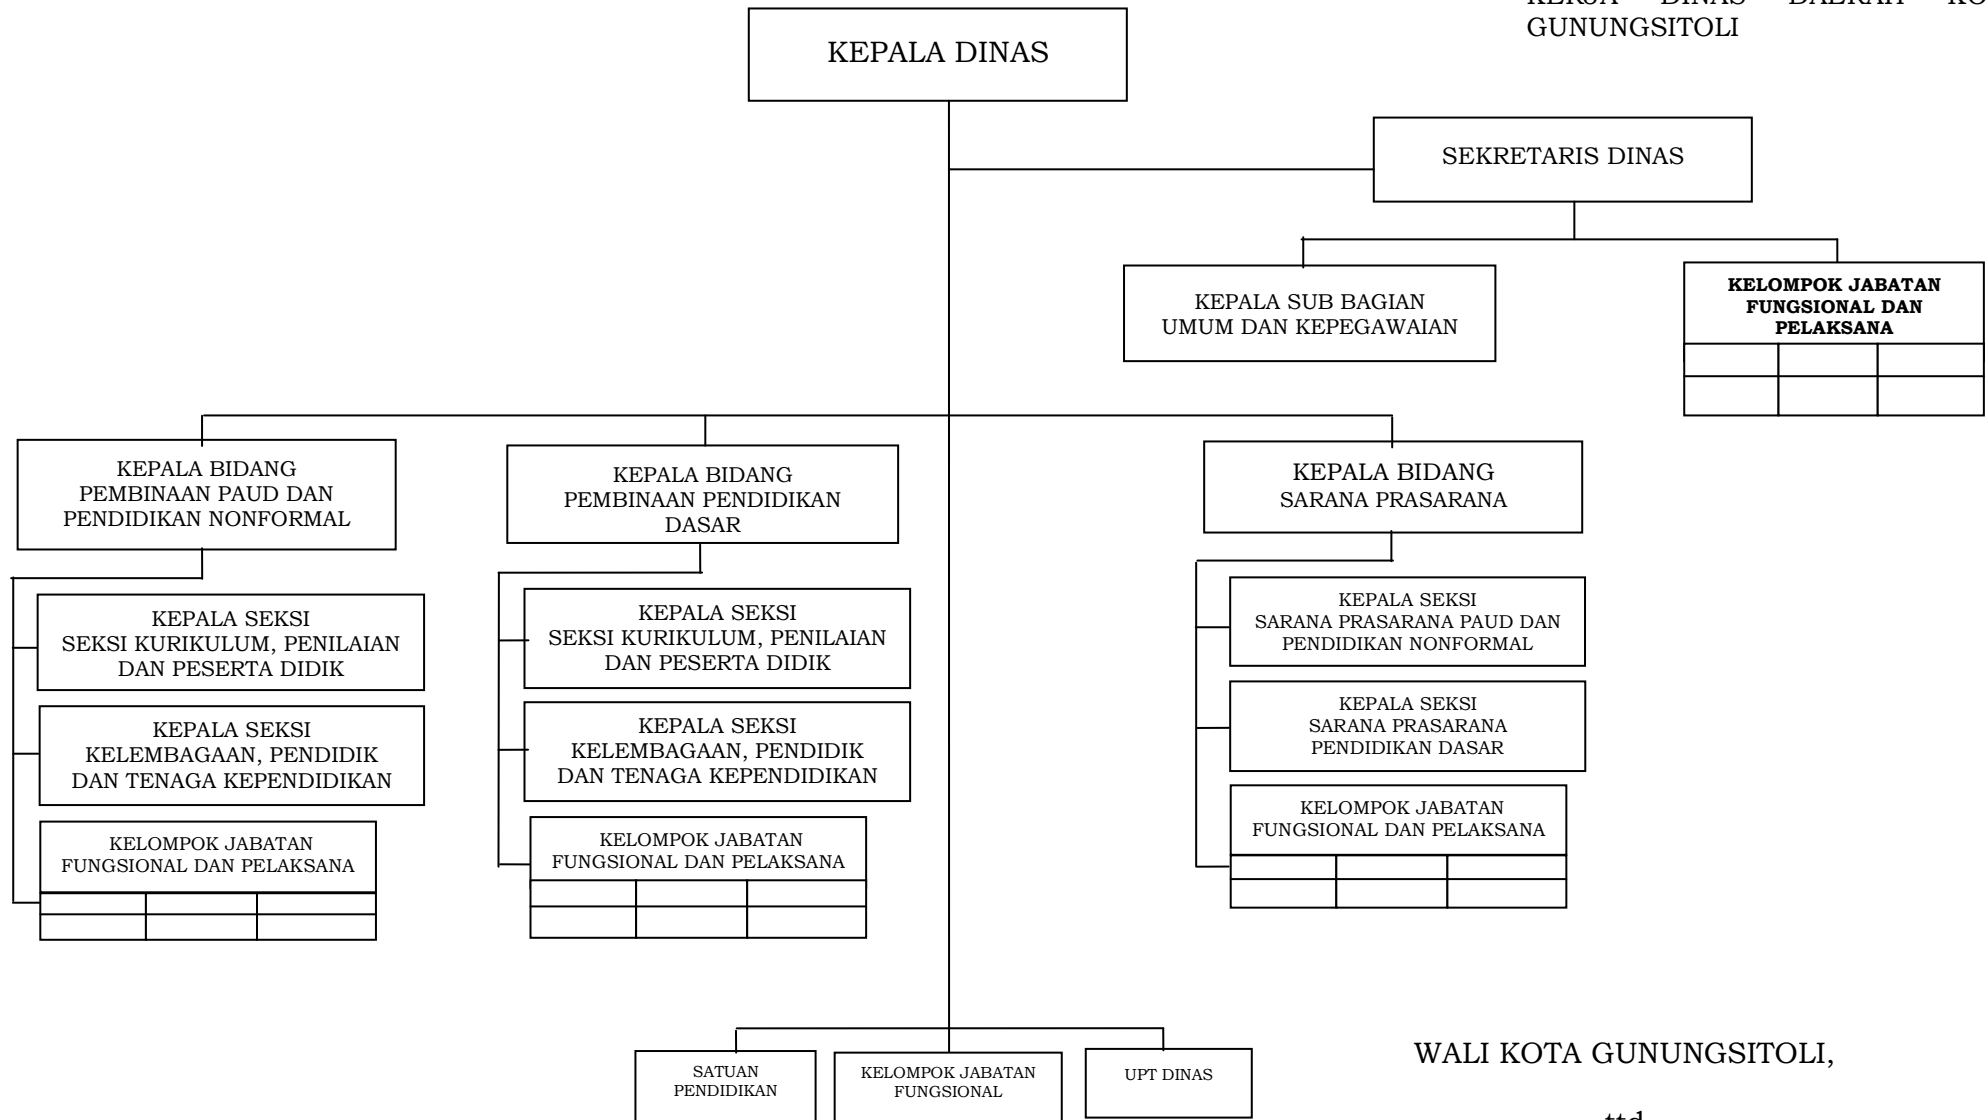 KERJA DINAS DAERAH
GUNUNGSITOLI
KEPALA DINAS
SEKRETARIS DINAS
KEPALA SUB BAGIAN
UMUM DAN KEPEGAWAIAN
KELOMPOK JABATAN
FUNGSIONAL DAN
PELAKSANA
KEPALA BIDANG
PEMBINAAN PAUD DAN
PENDIDIKAN NONFORMAL
KEPALA BIDANG
PEMBINAAN PENDIDIKAN
DASAR
KEPALA BIDANG
SARANA PRASARANA
KEPALA SEKSI
SEKSI KURIKULUM, PENILAIAN
DAN PESERTA DIDIK
KEPALA SEKSI
KELEMBAGAAN, PENDIDIK
DAN TENAGA KEPENDIDIKAN
KELOMPOK JABATAN
FUNGSIONAL DAN PELAKSANA
KEPALA SEKSI
SEKSI KURIKULUM, PENILAIAN
DAN PESERTA DIDIK
KEPALA SEKSI
KELEMBAGAAN, PENDIDIK
DAN TENAGA KEPENDIDIKAN
KELOMPOK JABATAN
FUNGSIONAL DAN PELAKSANA
KEPALA SEKSI
SARANA PRASARANA PAUD DAN
PENDIDIKAN NONFORMAL
KEPALA SEKSI
SARANA PRASARANA
PENDIDIKAN DASAR
KELOMPOK JABATAN
FUNGSIONAL DAN PELAKSANA
SATUAN
PENDIDIKAN
KELOMPOK JABATAN
FUNGSIONAL
UPT DINAS
WALI KOTA GUNUNGSITOLI,
ttd